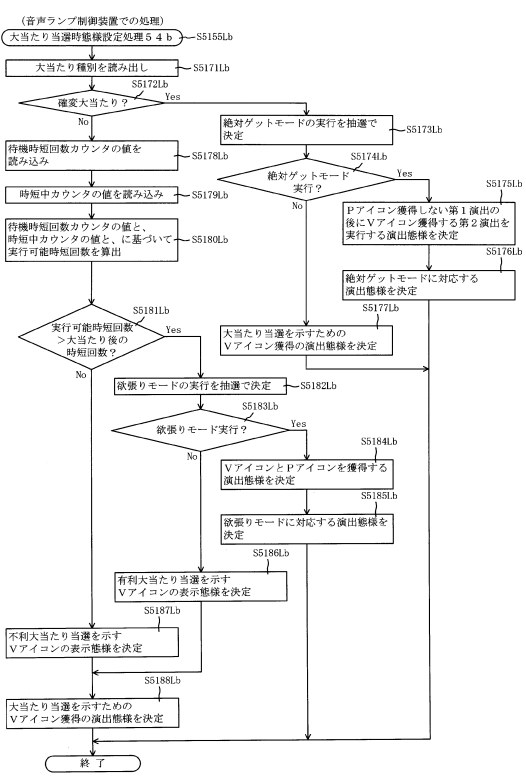 (音声ランプ制御装置での処理)
大当たり当選時態様設定処理54b
S5155Lb
大当たり種別を読み出し
S5171Lb
S5172Lb
確変大当たり?
Yes
No
絶対ゲットモードの実行を抽選で
決定
S5173Lb
待機時短回数カウンタの値を
読み込み
S5178Lb
S5174Lb
絶対ゲットモード
実行?
Yes
No
時短中カウンタの値を読み込み
S5179Lb
S5175Lb
Pアイコン獲得しない第1演出の
後にVアイコン獲得する第2演出を
実行する演出態様を決定
待機時短回数カウンタの値と、
時短中カウンタの値と、に基づいて
実行可能時短回数を算出
S5180Lb
S5176Lb
絶対ゲットモードに対応する
演出態様を決定
S5177Lb
大当たり当選を示すための
Vアイコン獲得の演出態様を決定
S5181Lb
実行可能時短回数
>大当たり後の
時短回数?
Yes
No
欲張りモードの実行を抽選で決定
S5182Lb
S5183Lb
欲張りモード実行?
Yes
No
S5184Lb
VアイコンとPアイコンを獲得する
演出態様を決定
S5185Lb
欲張りモードに対応する演出態様を
決定
S5186Lb
有利大当たり当選を示す
Vアイコンの表示態様を決定
S5187Lb
不利大当たり当選を示す
Vアイコンの表示態様を決定
S5188Lb
大当たり当選を示すための
Vアイコン獲得の演出態様を決定
終了